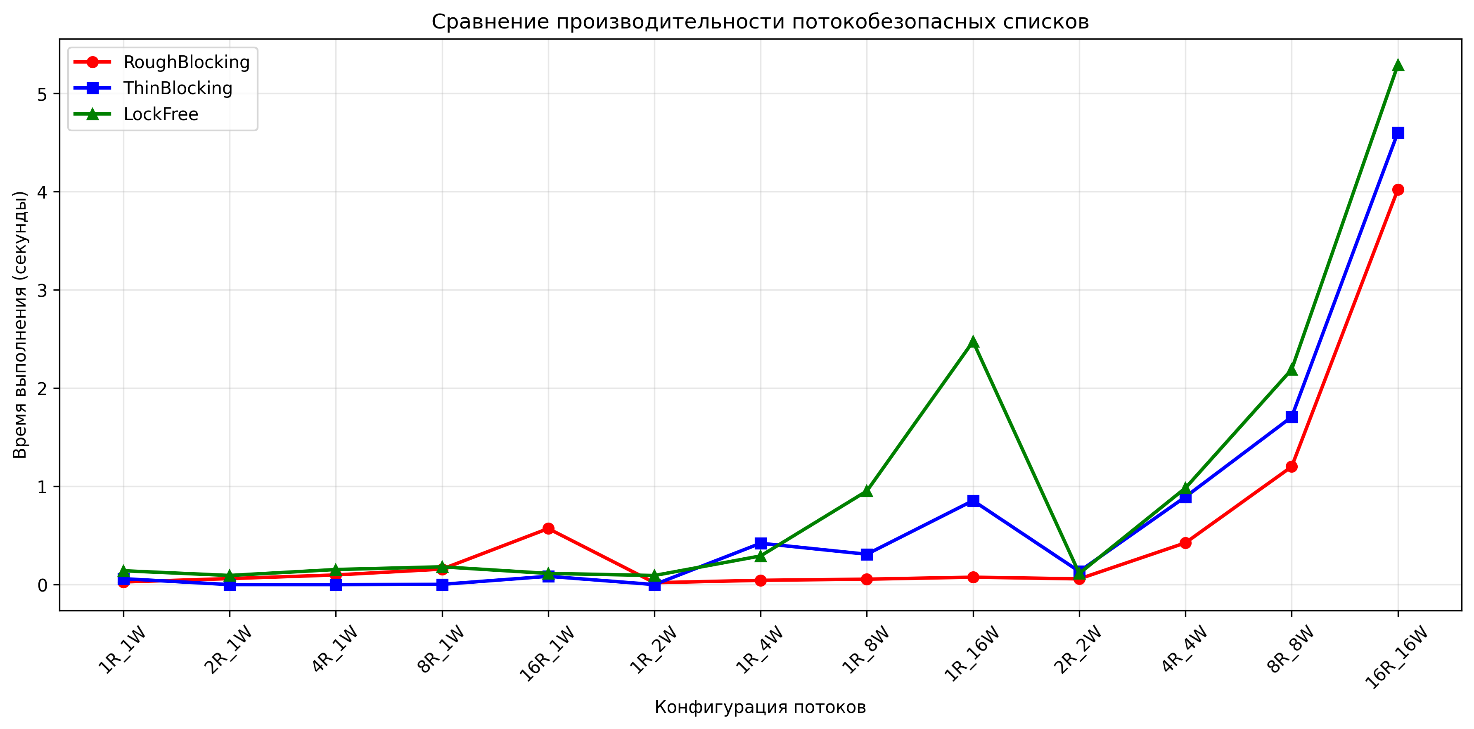 Сравнение производительности потокобезопасных списков
RoughBlocking
ThinBlocking
LockFree
Время выполнения (секунды)
5
4
3
2
1
0
1R_1W
2R_1W
4R_1W
8R_1W
16R_1W
1R_2W
1R_4W
1R_8W
1R_16W
2R_2W
4R_4W
8R_8W
16R_16W
Конфигурация потоков